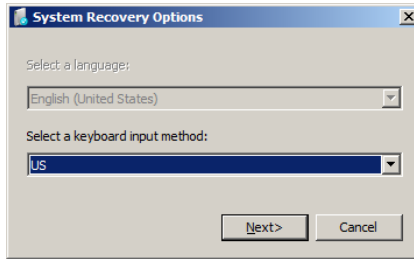 System Recovery Options
Select a language:
English (United States)
Select a keyboard input method:
US
Next> Cancel